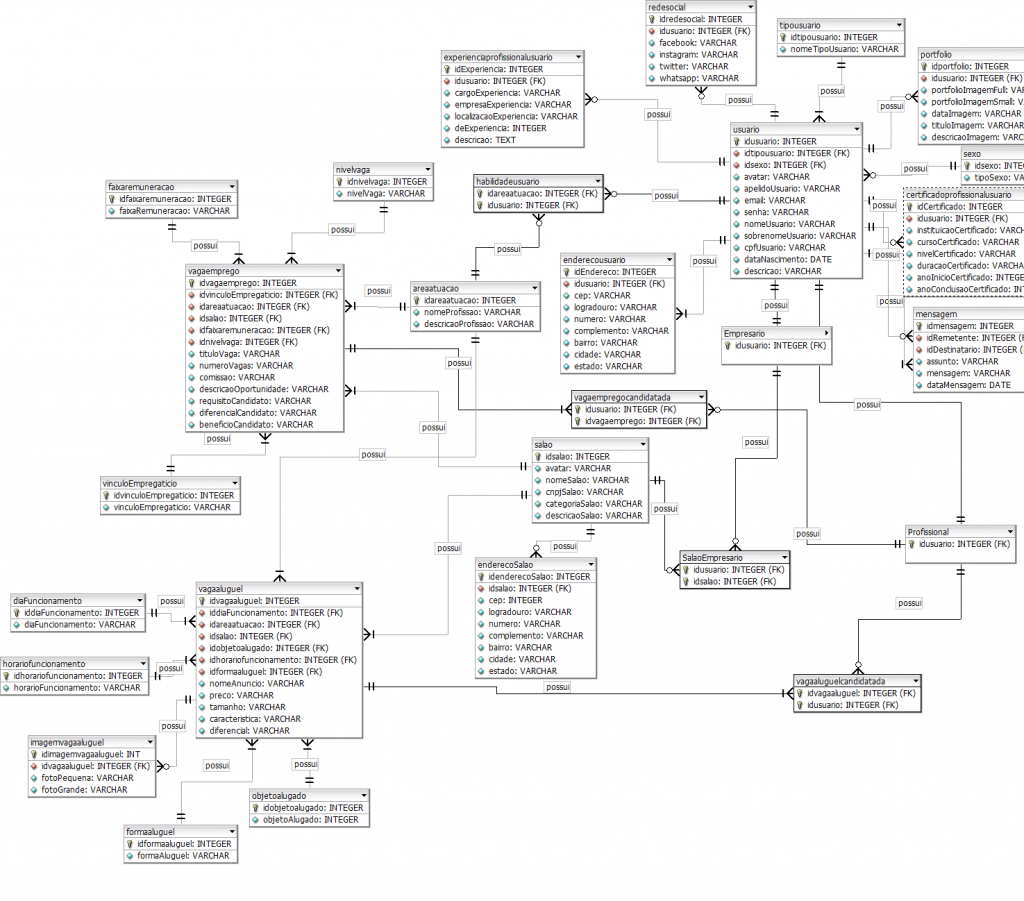 redesocial
idredesocial: INTEGER
idusuario: INTEGER (FK)
facebook: VARCHAR
instagram: VARCHAR
twitter: VARCHAR
whatsapp: VARCHAR
tipousuario
idtipousuario: INTEGER
nomeTipoUsuario: VARCHAR
experienciaprofissionalusuario
idExperiencia: INTEGER
idusuario: INTEGER (FK)
cargoExperiencia: VARCHAR
empresaExperiencia: VARCHAR
localizacaoExperiencia: VARCHAR
deExperiencia: INTEGER
descricao: TEXT
portfolio
idportfolio: INTEGER
idusuario: INTEGER (FK)
portfolioImagemFull:
portfolioImagemSmall:
dataImagem: VARCHAR
tituloImagem: VARCHAR
descricaoImagem:
possui
possui
possui
possui
usuario
idusuario: INTEGER
idtipousuario: INTEGER (FK)
idsexo: INTEGER (FK)
avatar: VARCHAR
apelidoUsuario: VARCHAR
email: VARCHAR
senha: VARCHAR
nomeUsuario: VARCHAR
sobrenomeUsuario: VARCHAR
cpfUsuario: VARCHAR
dataNascimento: DATE
descricao: VARCHAR
sexo
idsexo:
tipoSexo:
possui
nivelvaga
idnivelvaga: INTEGER
nivelVaga: VARCHAR
faixaremuneracao
idfaixaremuneracao: INTEGER
faixaRemuneracao: VARCHAR
habilidadeusuario
idareaatuacao: INTEGER (FK)
idusuario: INTEGER (FK)
possui
possui
certificadoprofissionalusuario
idCertificado: INTEGER
idusuario: INTEGER (FK)
instituicaoCertificado:
cursoCertificado: VARCHAR
nivelCertificado: VARCHAR
duracaoCertificado:
anoInicioCertificado:
anoConclusaoCertificado:
possui
possui
possui
possui
possui
possui
vagaemprego
idvagaemprego: INTEGER
idvinculoEmpregaticio: INTEGER (FK)
idareaatuacao: INTEGER (FK)
idsalao: INTEGER (FK)
idfaixaremuneracao: INTEGER (FK)
idnivelvaga: INTEGER (FK)
tituloVaga: VARCHAR
numeroVagas: VARCHAR
comissao: VARCHAR
descricaoOportunidade: VARCHAR
requisitoCandidato: VARCHAR
diferencialCandidato: VARCHAR
beneficioCandidato: VARCHAR
possui
areaatuacao
idareaatuacao: INTEGER
nomeProfissao: VARCHAR
descricaoProfissao: VARCHAR
enderecousuario
idEndereco: INTEGER
idusuario: INTEGER (FK)
cep: VARCHAR
logradouro: VARCHAR
numero: VARCHAR
complemento: VARCHAR
bairro: VARCHAR
cidade: VARCHAR
estado: VARCHAR
possui
possui
mensagem
idmensagem: INTEGER
idRemetente: INTEGER
idDestinatario: INTEGER
assunto: VARCHAR
mensagem: VARCHAR
dataMensagem: DATE
Empresario
idusuario: INTEGER (FK)
possui
vagaempregocandidatada
idusuario: INTEGER (FK)
idvagaemprego: INTEGER (FK)
possui
possui
possui
possui
possui
salao
idsalao: INTEGER
avatar: VARCHAR
nomeSalao: VARCHAR
cnpjSalao: VARCHAR
categoriaSalao: VARCHAR
descricaoSalao: VARCHAR
vinculoEmpregaticio
idvinculoEmpregaticio: INTEGER
vinculoEmpregaticio: VARCHAR
possui
possui
possui
possui
Profissional
idusuario: INTEGER (FK)
SalaoEmpresario
idusuario: INTEGER (FK)
idsalao: INTEGER (FK)
enderecoSalao
idenderecoSalao: INTEGER
idsalao: INTEGER (FK)
cep: INTEGER
logradouro: VARCHAR
numero: VARCHAR
complemento: VARCHAR
bairro: VARCHAR
cidade: VARCHAR
estado: VARCHAR
vagaaluguel
idvagaaluguel: INTEGER
iddiaFuncionamento: INTEGER (FK)
idareaatuacao: INTEGER (FK)
idsalao: INTEGER (FK)
idobjetoalugado: INTEGER (FK)
idhorariofuncionamento: INTEGER (FK)
idformaaluguel: INTEGER (FK)
nomeAnuncio: VARCHAR
preco: VARCHAR
tamanho: VARCHAR
caracteristica: VARCHAR
diferencial: VARCHAR
diaFuncionamento
iddiaFuncionamento: INTEGER
diaFuncionamento: VARCHAR
possui
possui
horariofuncionamento
idhorariofuncionamento: INTEGER
horarioFuncionamento: VARCHAR
possui
possui
vagaaluguelcandidatada
idvagaaluguel: INTEGER (FK)
idusuario: INTEGER (FK)
possui
imagemvagaaluguel
idimagemvagaaluguel: INT
idvagaaluguel: INTEGER (FK)
fotoPequena: VARCHAR
fotoGrande: VARCHAR
possui
possui
objetoalugado
idobjetoalugado: INTEGER
objetoAlugado: INTEGER
formaaluguel
idformaaluguel: INTEGER
formaAluguel: VARCHAR